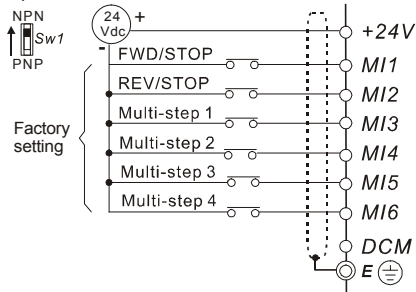 NPN
Sw1
PNP
24
Vdc
+
-
+24V
FWD/STOP
MI1
REV/STOP
MI2
Multi-step 1
MI3
Factory
setting
Multi-step 2
MI4
Multi-step 3
MI5
Multi-step 4
MI6
DCM
E